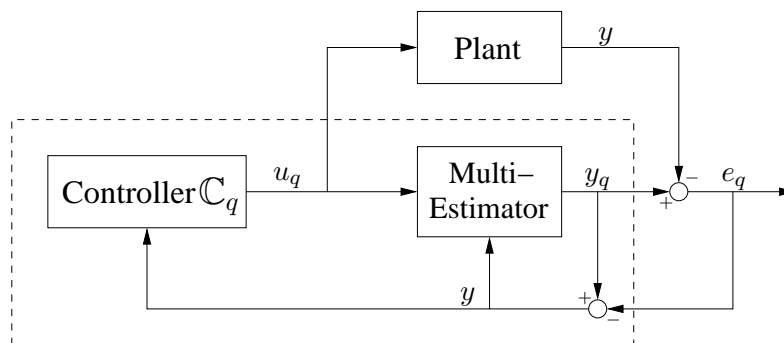 Plant
y
−
Controller ℂ_q
u_q
Multi−
Estimator
y_q
+
e_q
y
+
−